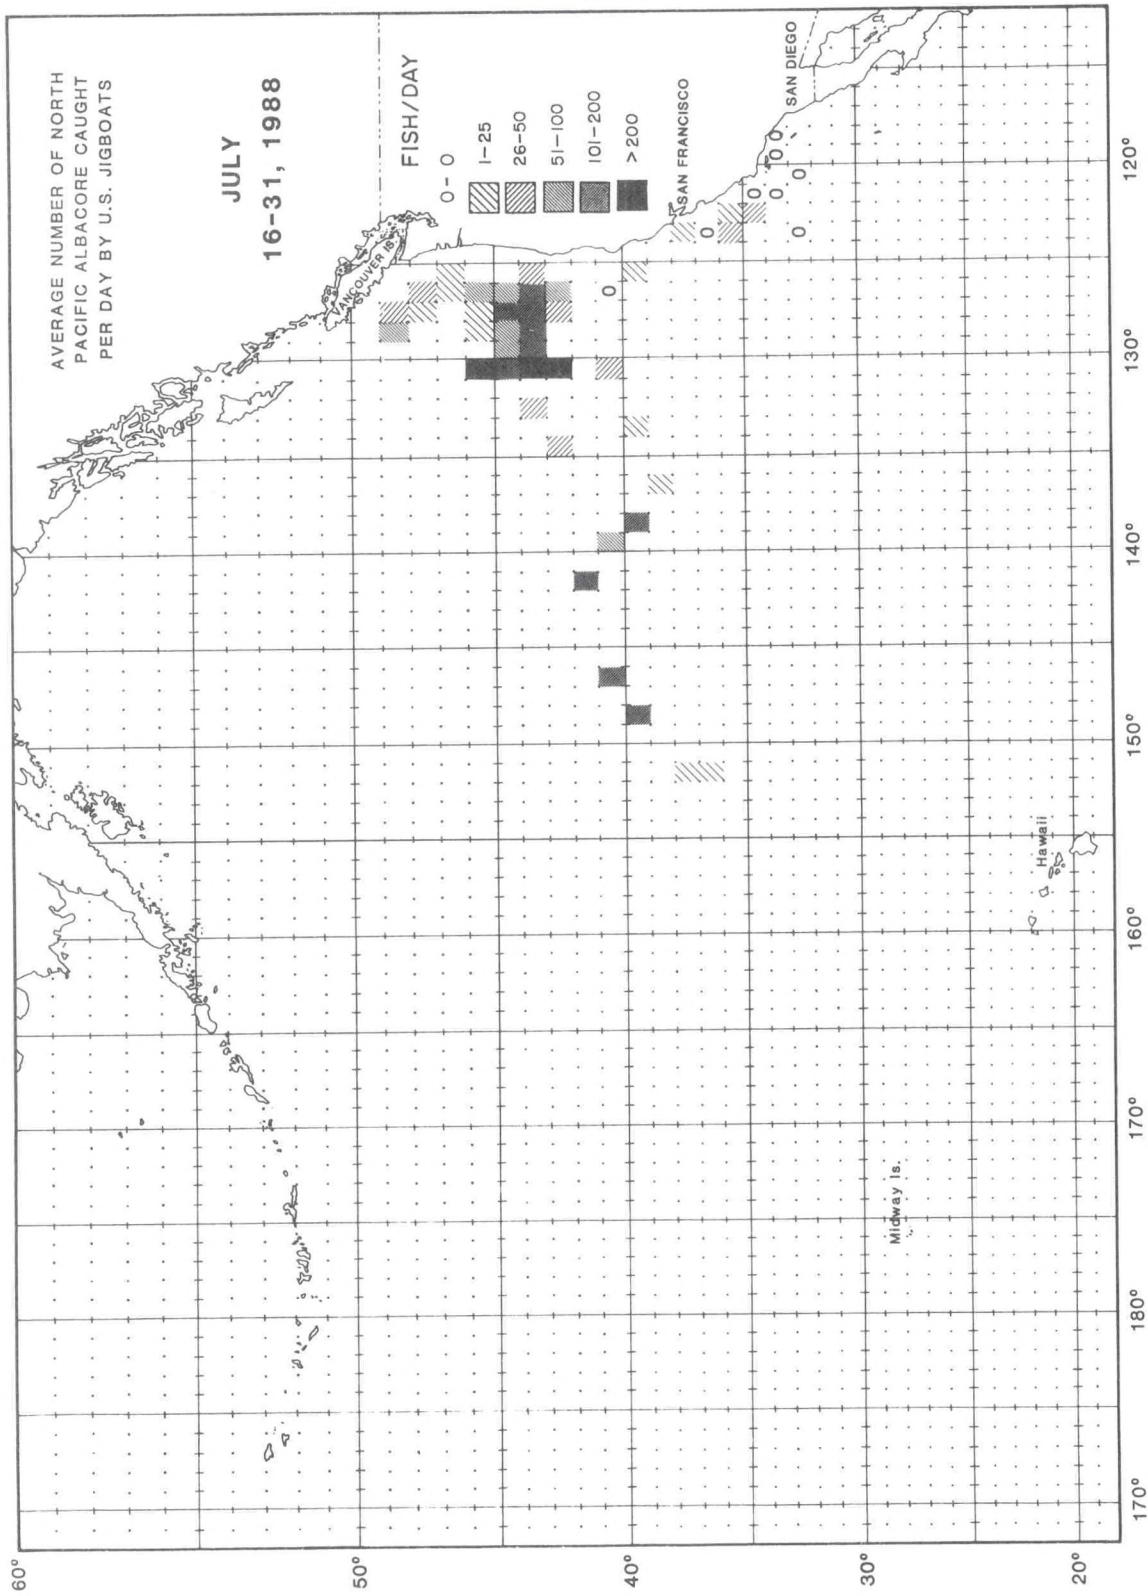 AVERAGE NUMBER OF NORTH
PACIFIC ALBACORE CAUGHT
PER DAY BY U.S. JIGBOATS
JULY
16-31, 1988
FISH/DAY
0-0
1-25
26-50
51-100
101-200
>200
VANCOUVER IS.
SAN FRANCISCO
SAN DIEGO
0
0
0
0
0
0
0
0
0
Hawaii
Midway Is.
60°
50°
40°
30°
20°
170°
180°
170°
160°
150°
140°
130°
120°